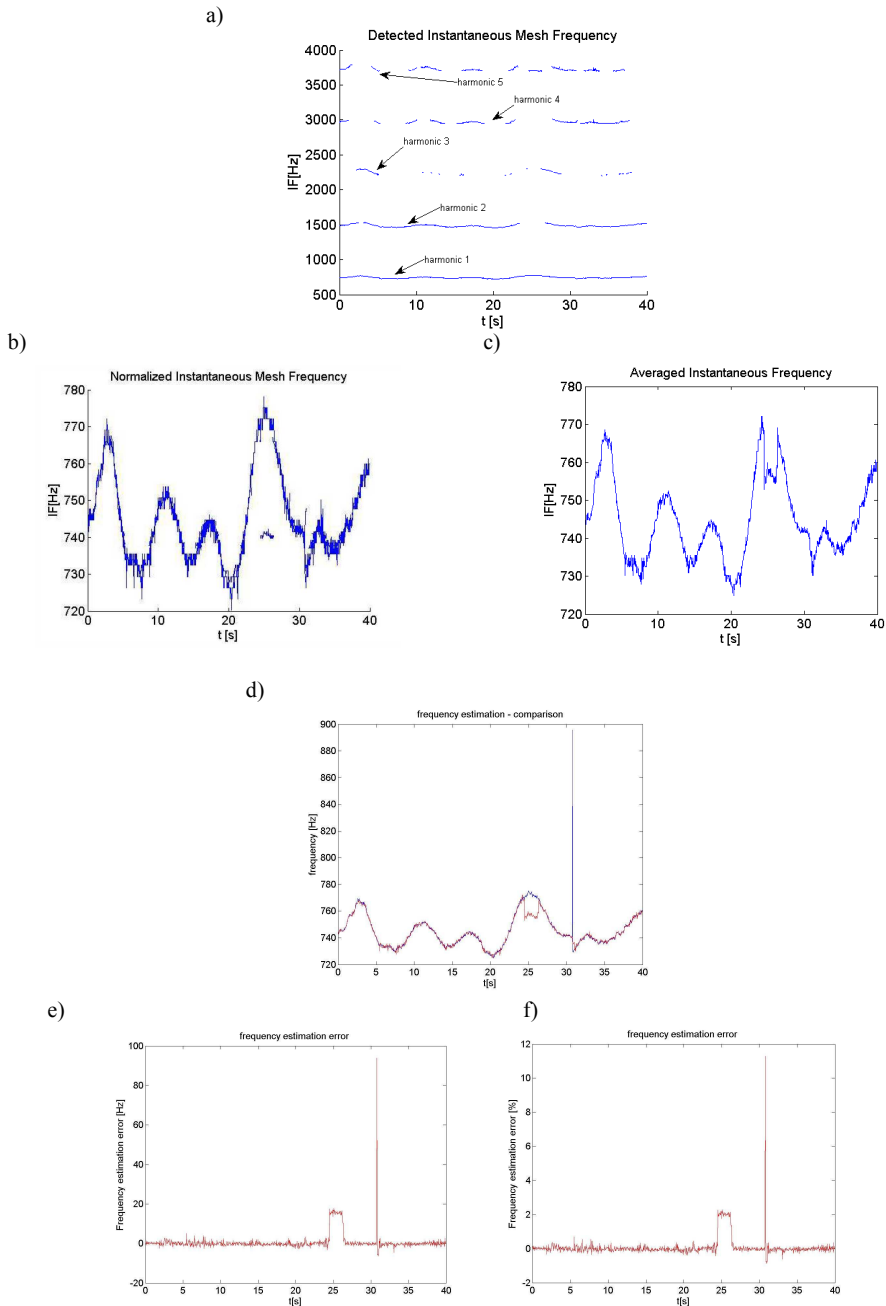 a)
Detected Instantaneous Mesh Frequency
4000
3500
3000
2500
2000
1500
1000
500
IF[Hz]
harmonic 5
harmonic 4
harmonic 3
harmonic 2
harmonic 1
0 10 20 30 40
t [s]
b)
Normalized Instantaneous Mesh Frequency
780
770
760
750
740
730
720
IF[Hz]
0 10 20 30 40
t [s]
c)
Averaged Instantaneous Frequency
780
770
760
750
740
730
720
IF[Hz]
0 10 20 30 40
t [s]
d)
frequency estimation - comparison
900
880
860
840
820
800
780
760
740
720
frequency [Hz]
0 5 10 15 20 25 30 35 40
t[s]
e)
frequency estimation error
100
80
60
40
20
0
-20
Frequency estimation error [Hz]
0 5 10 15 20 25 30 35 40
t[s]
f)
frequency estimation error
12
10
8
6
4
2
0
-2
Frequency estimation error [%]
0 5 10 15 20 25 30 35 40
t[s]